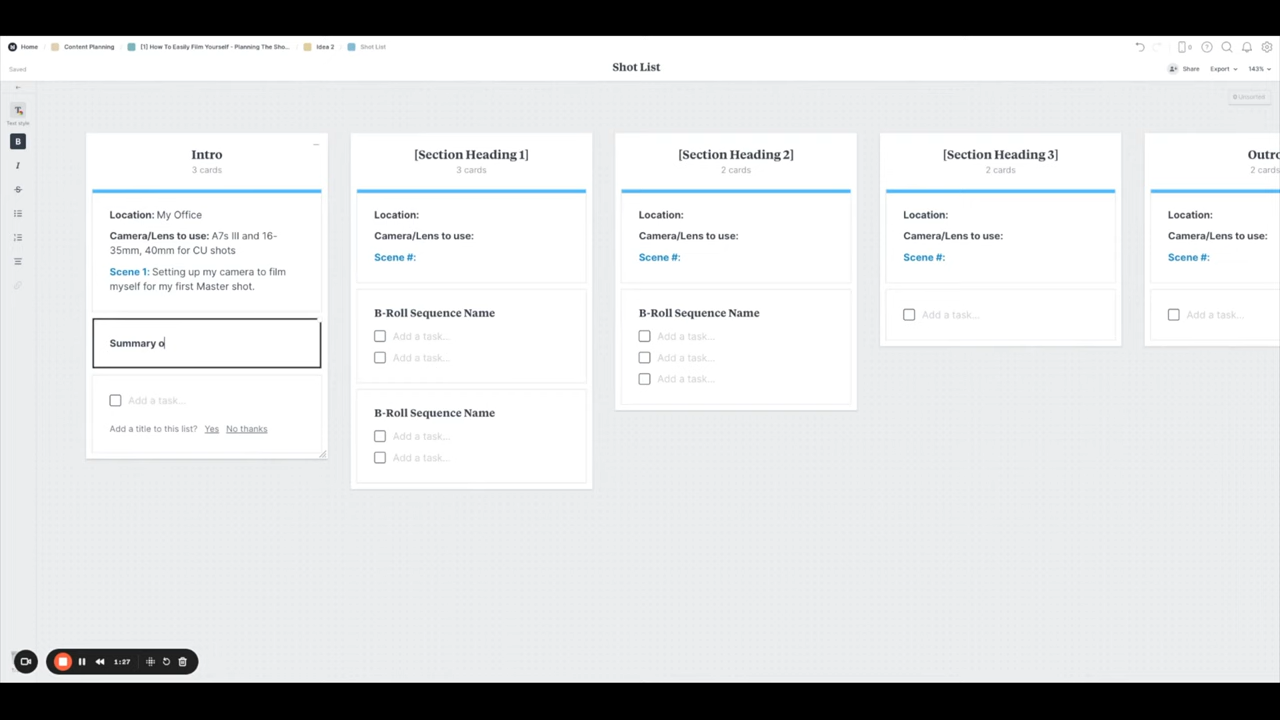 Home
Content Planning
[1] How To Easily Film Yourself - Planning The Sho...
Idea 2
Shot List
0
Saved
Shot List
Share
Export
143%
T
Text style
0 Unsorted
B
I
S
Intro
3 cards
Location: My Office
Camera/Lens to use: A7s III and 16-
35mm, 40mm for CU shots
Scene 1: Setting up my camera to film
myself for my first Master shot.
Summary o
Add a task...
Add a title to this list? Yes No thanks
[Section Heading 1]
3 cards
Location:
Camera/Lens to use:
Scene #:
B-Roll Sequence Name
Add a task...
Add a task...
B-Roll Sequence Name
Add a task...
Add a task...
[Section Heading 2]
2 cards
Location:
Camera/Lens to use:
Scene #:
B-Roll Sequence Name
Add a task...
Add a task...
Add a task...
[Section Heading 3]
2 cards
Location:
Camera/Lens to use:
Scene #:
Add a task...
Outro
2 cards
Location:
Camera/Lens to use:
Scene #:
Add a task...
1:27